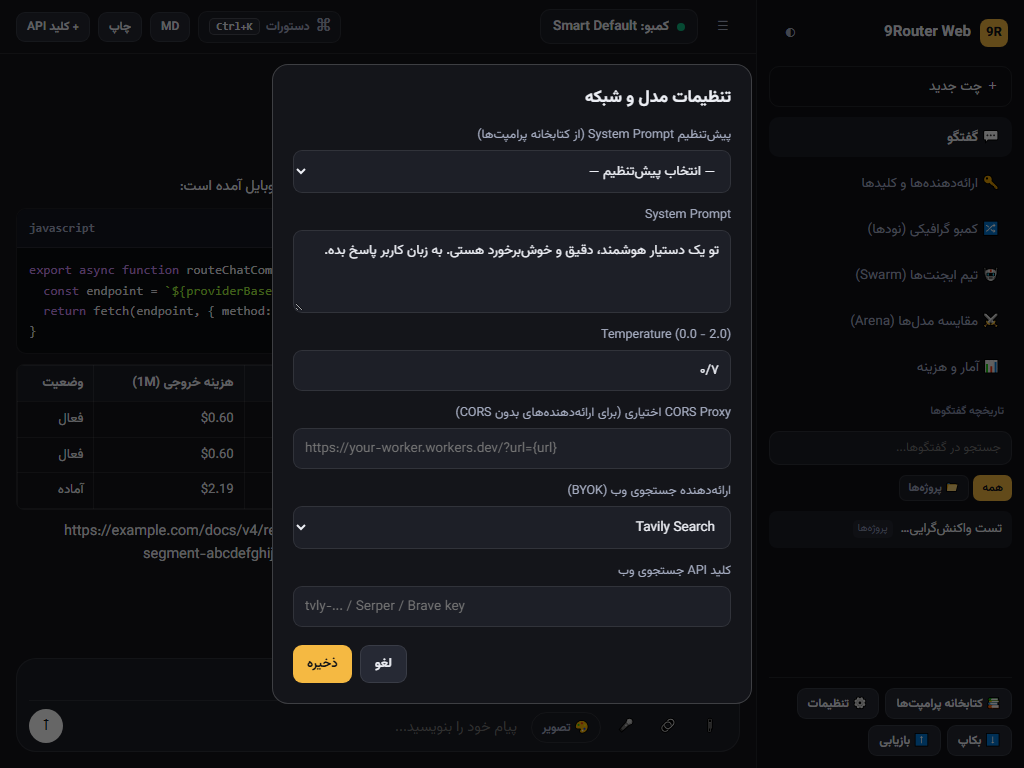 9R
9Router Web
+ چت جدید
گفتگو
ارائه‌دهنده‌ها و کلیدها
کمبو گرافیکی (نودها)
تیم ایجنت‌ها (Swarm)
مقایسه مدل‌ها (Arena)
آمار و هزینه
تاریخچه گفتگوها
جستجو در گفتگوها...
همه
پروژه‌ها
تست واکنش‌گرایی...
پروژه‌ها
کتابخانه پرامپت‌ها
تنظیمات
بکاپ
بازیابی
کمبو: Smart Default
دستورات Ctrl+K
MD
چاپ
+ کلید API
وبایل آمده است:
javascript
export async function routeChatCom
const endpoint = `${providerBase
return fetch(endpoint, { method:
}
هزینه خروجی (1M)
وضعیت
$0.60
فعال
$0.60
فعال
$2.19
آماده
https://example.com/docs/v4/re
segment-abcdefghij
تصویر
پیام خود را بنویسید...
تنظیمات مدل و شبکه
پیش‌تنظیم System Prompt (از کتابخانه پرامپت‌ها)
— انتخاب پیش‌تنظیم —
System Prompt
تو یک دستیار هوشمند، دقیق و خوش‌برخورد هستی. به زبان کاربر پاسخ بده.
Temperature (0.0 - 2.0)
۰/۷
CORS Proxy اختیاری (برای ارائه‌دهنده‌های بدون CORS)
https://your-worker.workers.dev/?url={url}
ارائه‌دهنده جستجوی وب (BYOK)
Tavily Search
کلید API جستجوی وب
tvly-... / Serper / Brave key
لغو
ذخیره